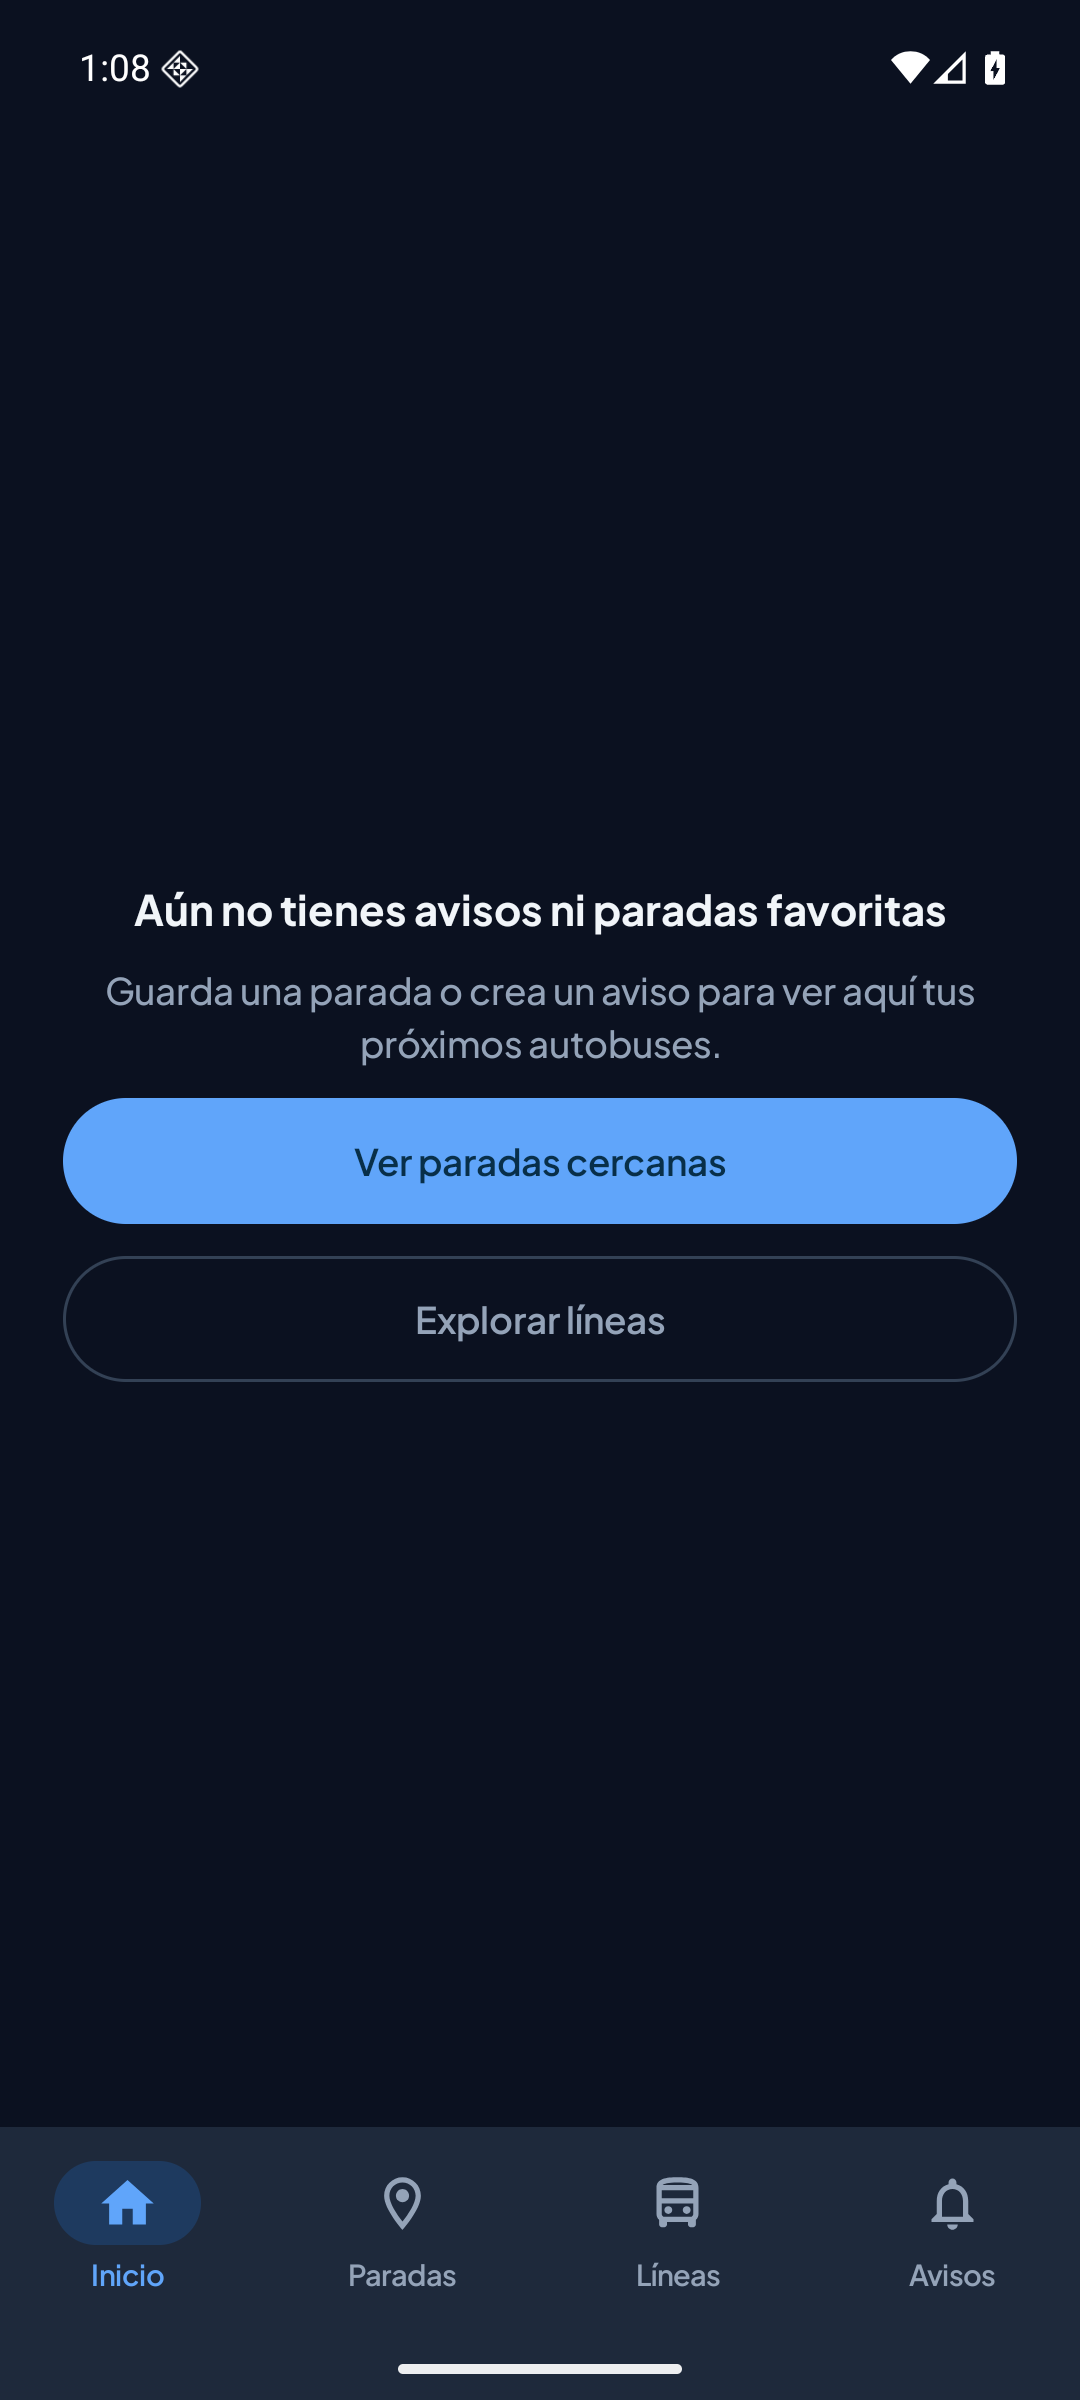 1:08
Aún no tienes avisos ni paradas favoritas
Guarda una parada o crea un aviso para ver aquí tus
próximos autobuses.
Ver paradas cercanas
Explorar líneas
Inicio
Paradas
Líneas
Avisos